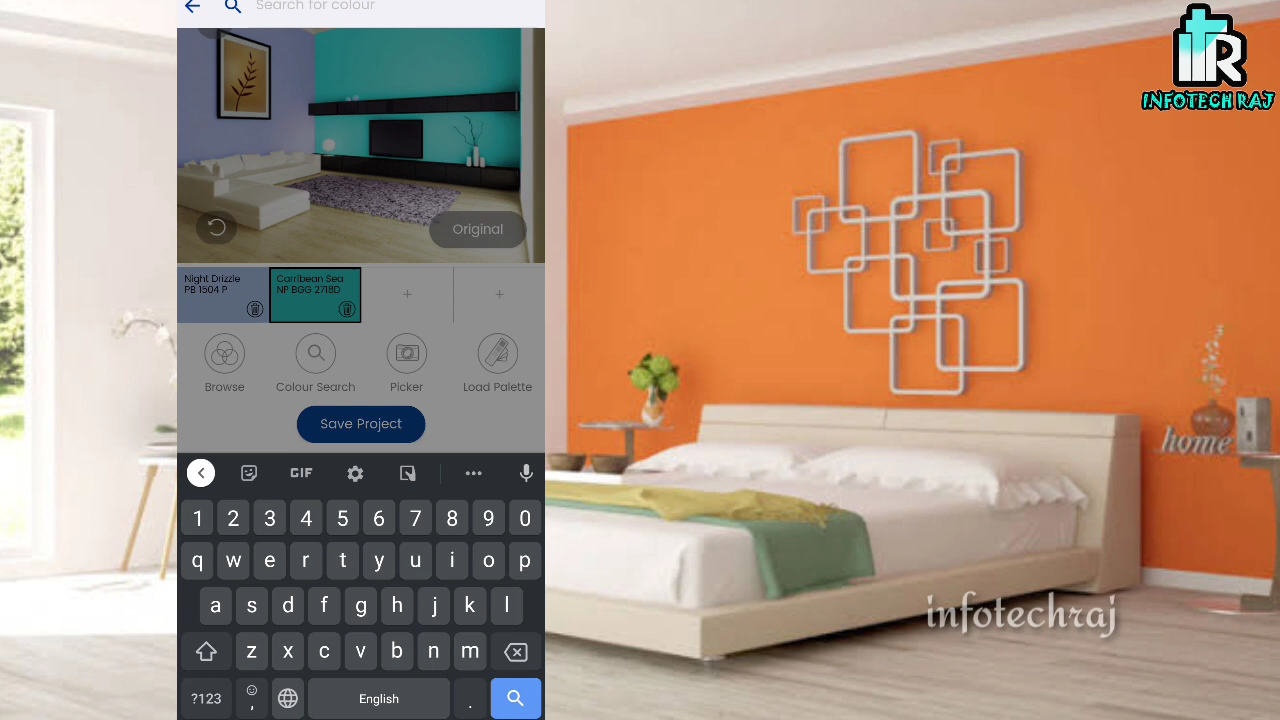 Search for colour
Original
Night Drizzle
PB 1504 P
Carribean Sea
NP BGG 2718D
+
+
Browse
Colour Search
Picker
Load Palette
Save Project
GIF
1 2 3 4 5 6 7 8 9 0
q w e r t y u i o p
a s d f g h j k l
z x c v b n m
?123 , English .
ITR
INFOTECH RAJ
home
infotechraj